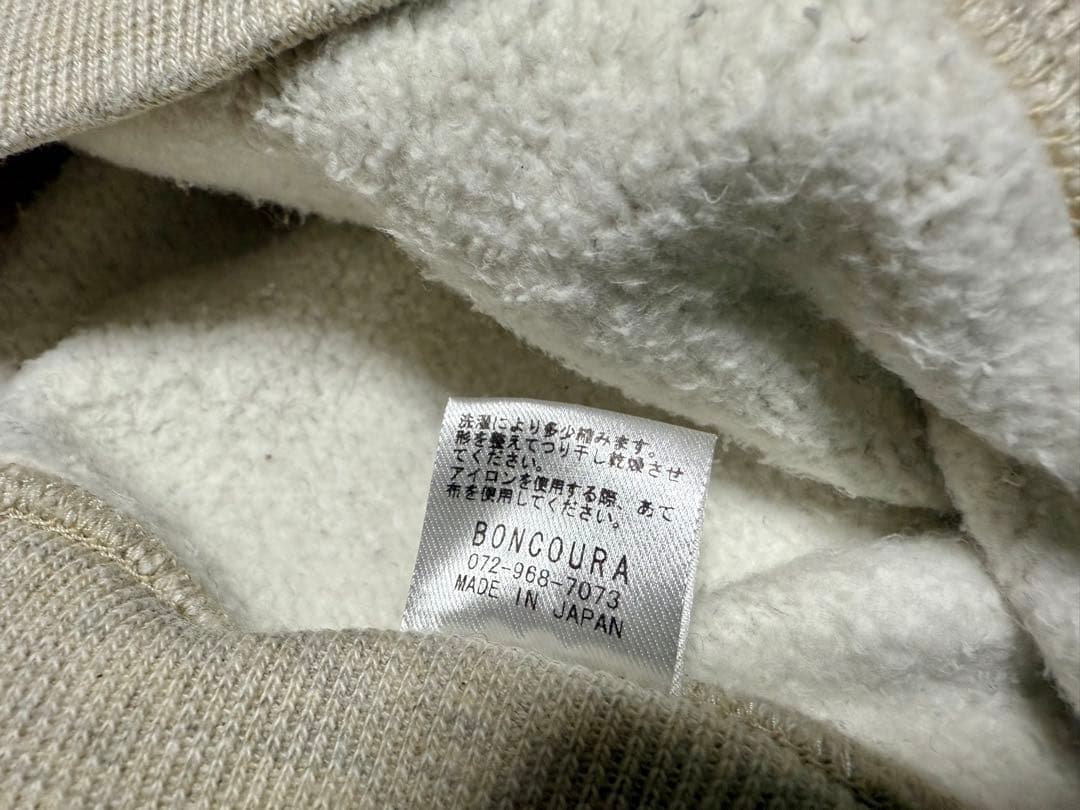 洗濯により多少縮みます。
形を整えてつり干し乾燥させ
てください。
アイロンを使用する際、あて
布を使用してください。
BONCOURA
072-968-7073
MADE IN JAPAN